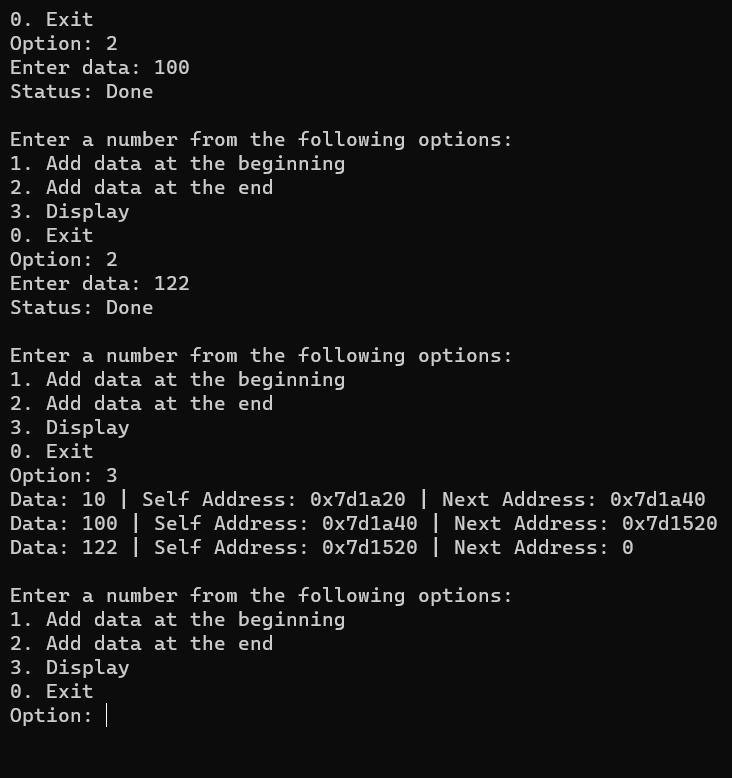 0. Exit
Option: 2
Enter data: 100
Status: Done
Enter a number from the following options:
1. Add data at the beginning
2. Add data at the end
3. Display
0. Exit
Option: 2
Enter data: 122
Status: Done
Enter a number from the following options:
1. Add data at the beginning
2. Add data at the end
3. Display
0. Exit
Option: 3
Data: 10 | Self Address: 0x7d1a20 | Next Address: 0x7d1a40
Data: 100 | Self Address: 0x7d1a40 | Next Address: 0x7d1520
Data: 122 | Self Address: 0x7d1520 | Next Address: 0
Enter a number from the following options:
1. Add data at the beginning
2. Add data at the end
3. Display
0. Exit
Option: